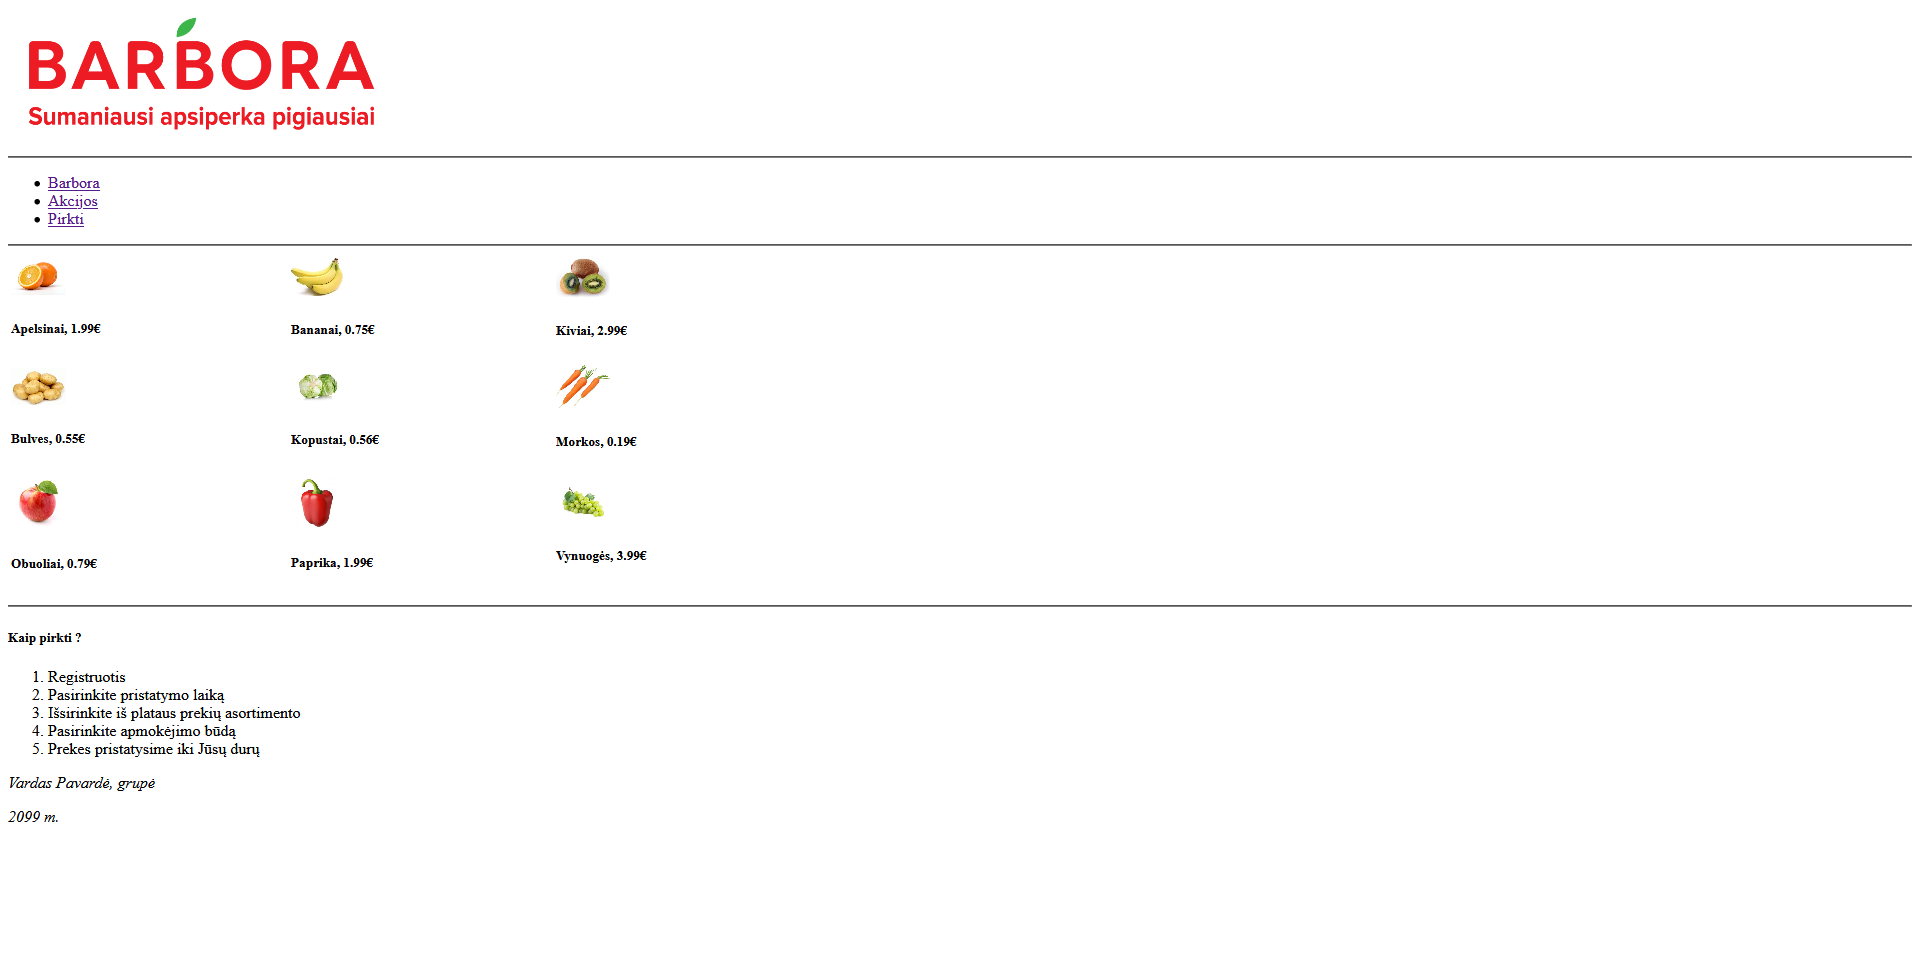 BARBORA
Sumaniausi apsiperka pigiausiai
Barbora
Akcijos
Pirkti
Apelsinai, 1.99€
Bananai, 0.75€
Kiviai, 2.99€
Bulves, 0.55€
Kopustai, 0.56€
Morkos, 0.19€
Obuoliai, 0.79€
Paprika, 1.99€
Vynuogės, 3.99€
Kaip pirkti ?
1. Registruotis
2. Pasirinkite pristatymo laiką
3. Išsirinkite iš plataus prekių asortimento
4. Pasirinkite apmokėjimo būdą
5. Prekes pristatysime iki Jūsų durų
Vardas Pavardė, grupė
2099 m.